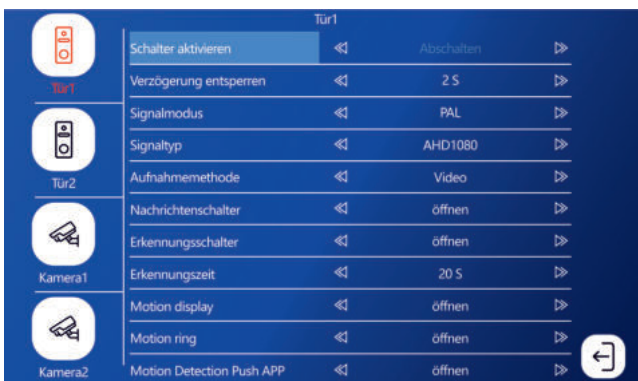 Tür1
Tür1
Tür2
Kamera1
Kamera2
Schalter aktivieren Abschalten
Verzögerung entsperren 2 S
Signalmodus PAL
Signaltyp AHD1080
Aufnahmemethode Video
Nachrichtenschalter öffnen
Erkennungsschalter öffnen
Erkennungszeit 20 S
Motion display öffnen
Motion ring öffnen
Motion Detection Push APP öffnen